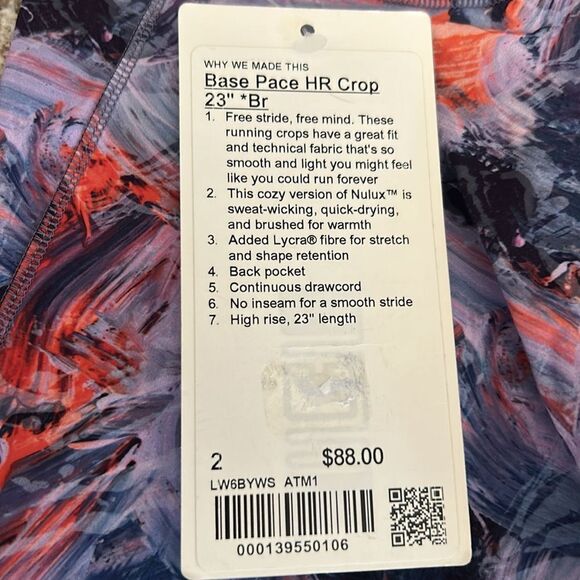 WHY WE MADE THIS
Base Pace HR Crop
23" *Br
1. Free stride, free mind. These
running crops have a great fit
and technical fabric that's so
smooth and light you might feel
like you could run forever
2. This cozy version of Nulux™ is
sweat-wicking, quick-drying,
and brushed for warmth
3. Added Lycra® fibre for stretch
and shape retention
4. Back pocket
5. Continuous drawcord
6. No inseam for a smooth stride
7. High rise, 23" length
2 $88.00
LW6BYWS ATM1
000139550106